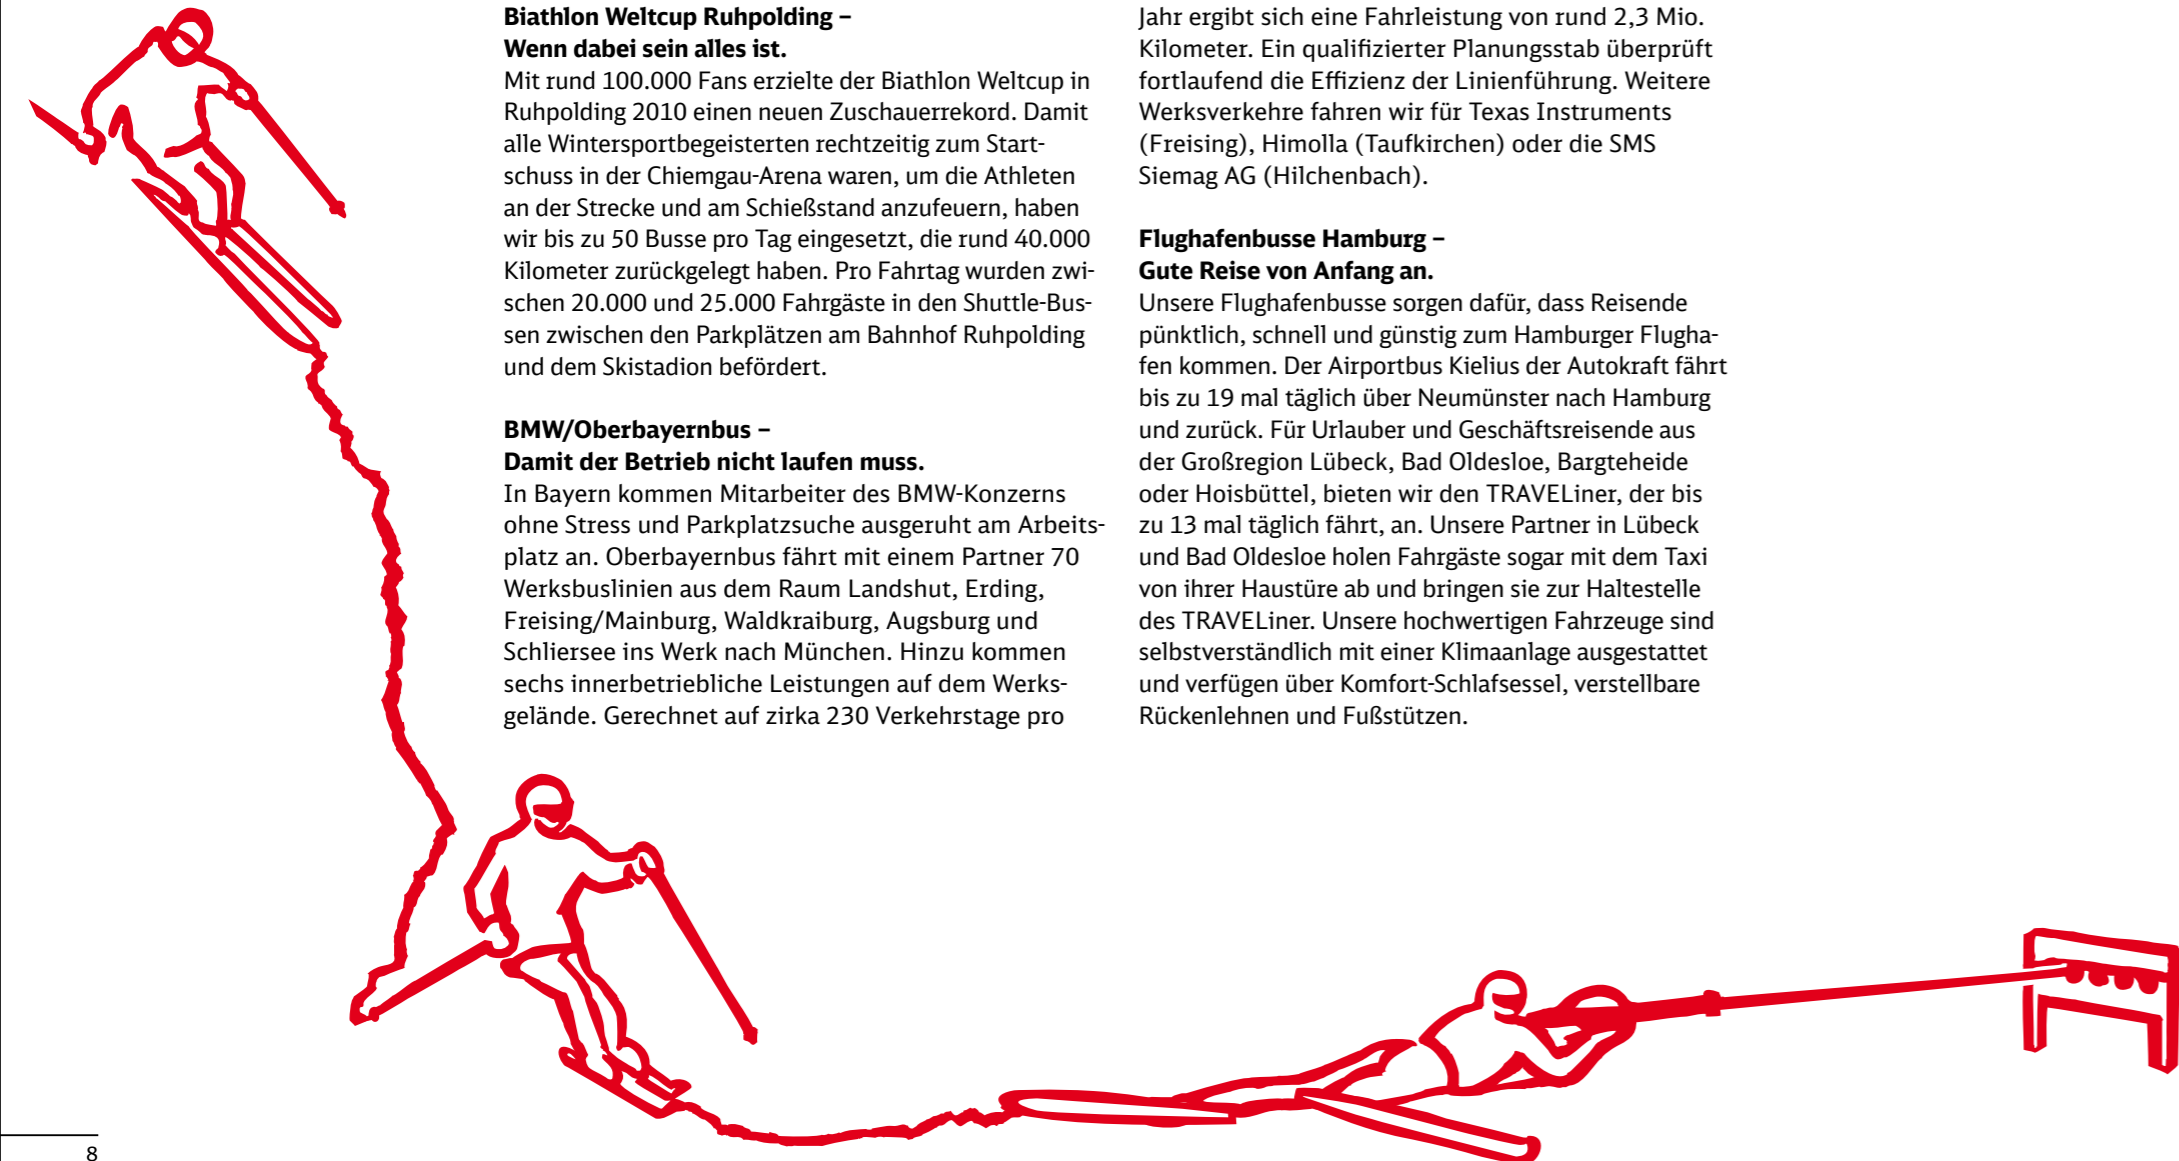 Biathlon Weltcup Ruhpolding –
Wenn dabei sein alles ist.
Mit rund 100.000 Fans erzielte der Biathlon Weltcup in
Ruhpolding 2010 einen neuen Zuschauerrekord. Damit
alle Wintersportbegeisterten rechtzeitig zum Start-
schuss in der Chiemgau-Arena waren, um die Athleten
an der Strecke und am Schießstand anzufeuern, haben
wir bis zu 50 Busse pro Tag eingesetzt, die rund 40.000
Kilometer zurückgelegt haben. Pro Fahrtag wurden zwi-
schen 20.000 und 25.000 Fahrgäste in den Shuttle-Bus-
sen zwischen den Parkplätzen am Bahnhof Ruhpolding
und dem Skistadion befördert.
BMW/Oberbayernbus –
Damit der Betrieb nicht laufen muss.
In Bayern kommen Mitarbeiter des BMW-Konzerns
ohne Stress und Parkplatzsuche ausgeruht am Arbeits-
platz an. Oberbayernbus fährt mit einem Partner 70
Werksbuslinien aus dem Raum Landshut, Erding,
Freising/Mainburg, Waldkraiburg, Augsburg und
Schliersee ins Werk nach München. Hinzu kommen
sechs innerbetriebliche Leistungen auf dem Werks-
gelände. Gerechnet auf zirka 230 Verkehrstage pro
Jahr ergibt sich eine Fahrleistung von rund 2,3 Mio.
Kilometer. Ein qualifizierter Planungsstab überprüft
fortlaufend die Effizienz der Linienführung. Weitere
Werksverkehre fahren wir für Texas Instruments
(Freising), Himolla (Taufkirchen) oder die SMS
Siemag AG (Hilchenbach).
Flughafenbusse Hamburg –
Gute Reise von Anfang an.
Unsere Flughafenbusse sorgen dafür, dass Reisende
pünktlich, schnell und günstig zum Hamburger Flugha-
fen kommen. Der Airportbus Kielius der Autokraft fährt
bis zu 19 mal täglich über Neumünster nach Hamburg
und zurück. Für Urlauber und Geschäftsreisende aus
der Großregion Lübeck, Bad Oldesloe, Bargteheide
oder Hoisbüttel, bieten wir den TRAVELiner, der bis
zu 13 mal täglich fährt, an. Unsere Partner in Lübeck
und Bad Oldesloe holen Fahrgäste sogar mit dem Taxi
von ihrer Haustüre ab und bringen sie zur Haltestelle
des TRAVELiner. Unsere hochwertigen Fahrzeuge sind
selbstverständlich mit einer Klimaanlage ausgestattet
und verfügen über Komfort-Schlafsessel, verstellbare
Rückenlehnen und Fußstützen.
8